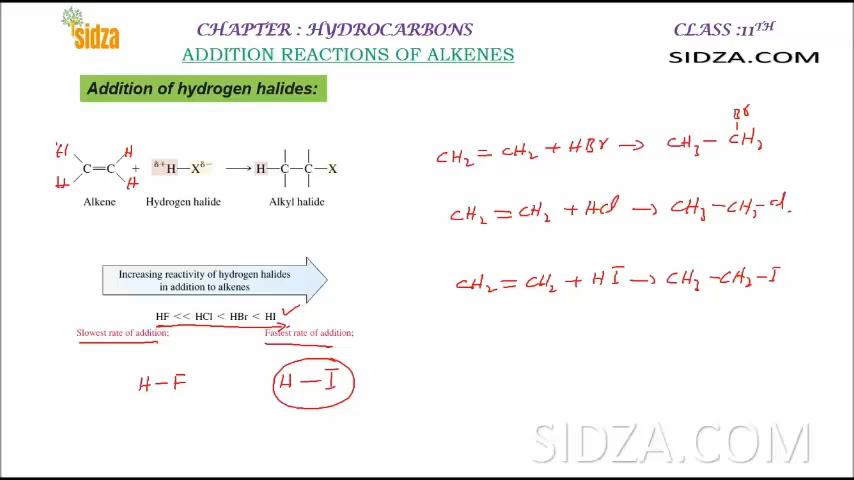 sidza
CHAPTER : HYDROCARBONS
CLASS :11TH
ADDITION REACTIONS OF ALKENES
SIDZA.COM
Addition of hydrogen halides:
H H δ+H—Xδ− H—C—C—X
C=C +
H H
Alkene Hydrogen halide Alkyl halide
Increasing reactivity of hydrogen halides
in addition to alkenes
HF << HCl < HBr < HI
Slowest rate of addition; Fastest rate of addition;
H - F H - I
Br
CH2 = CH2 + HBr → CH3 - CH2
CH2 = CH2 + HCl → CH3 - CH2 - Cl.
CH2 = CH2 + HI → CH3 - CH2 - I
SIDZA.COM